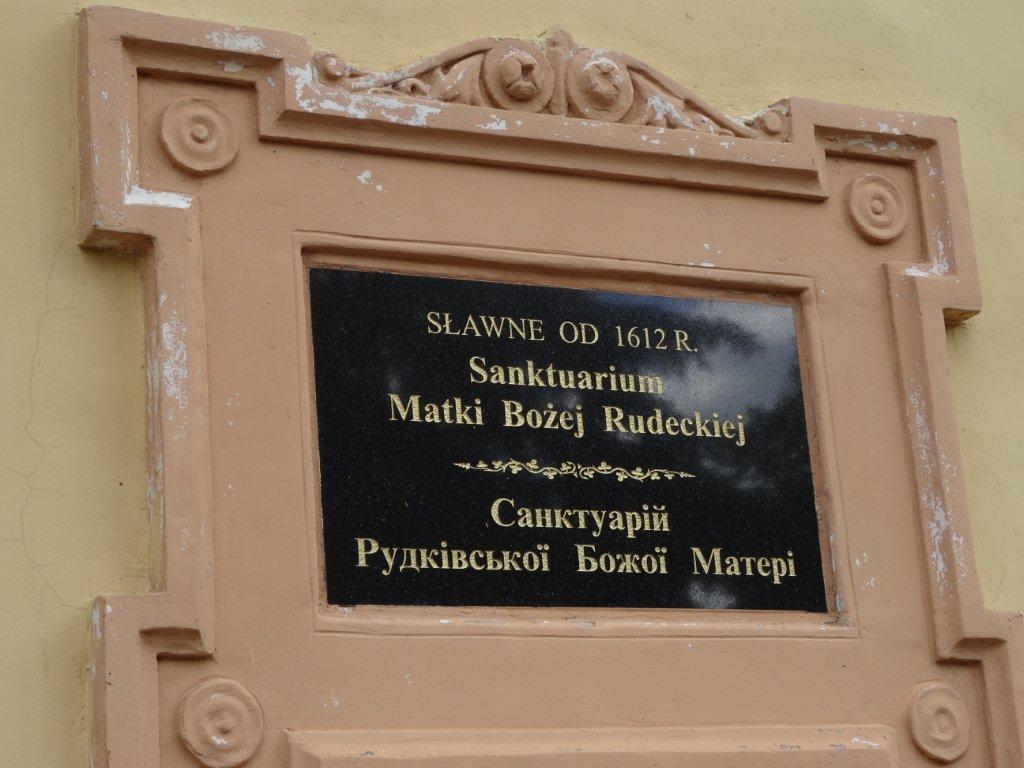 SŁAWNE OD 1612 R.
Sanktuarium
Matki Bożej Rudeckiej
Санктуарій
Рудківської Божої Матері